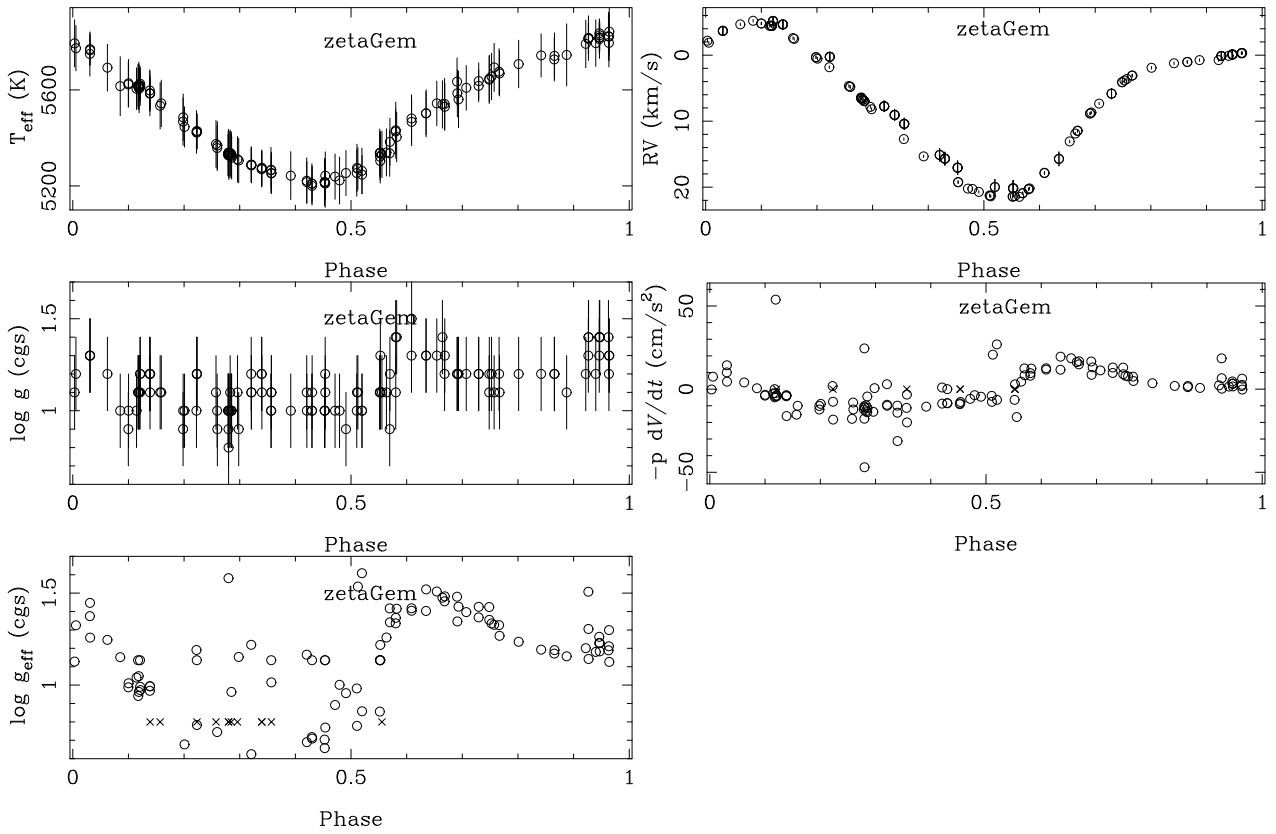 zetaGem
T_eff (K)
5600
5200
0 0.5 1
Phase
zetaGem
RV (km/s)
0
10
20
0 0.5 1
Phase
zetaGem
log g (cgs)
1.5
1
0 0.5 1
Phase
zetaGem
−p dV/dt (cm/s²)
50
0
−50
0 0.5 1
Phase
zetaGem
log g_eff (cgs)
1.5
1
0 0.5 1
Phase